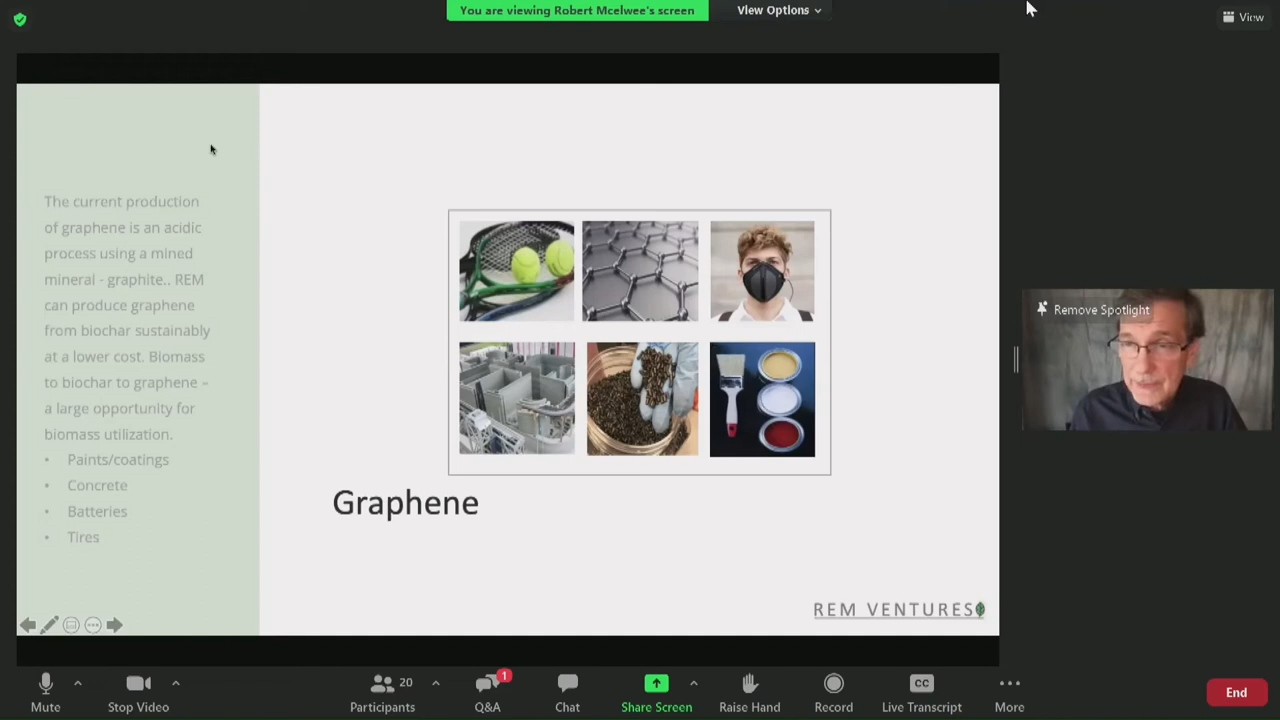 You are viewing Robert Mcelwee's screen
View Options
View
The current production
of graphene is an acidic
process using a mined
mineral - graphite.. REM
can produce graphene
from biochar sustainably
at a lower cost. Biomass
to biochar to graphene –
a large opportunity for
biomass utilization.
• Paints/coatings
• Concrete
• Batteries
• Tires
Graphene
REM VENTURES
Remove Spotlight
Mute
Stop Video
20
Participants
1
Q&A
Chat
Share Screen
Raise Hand
Record
CC
Live Transcript
More
End